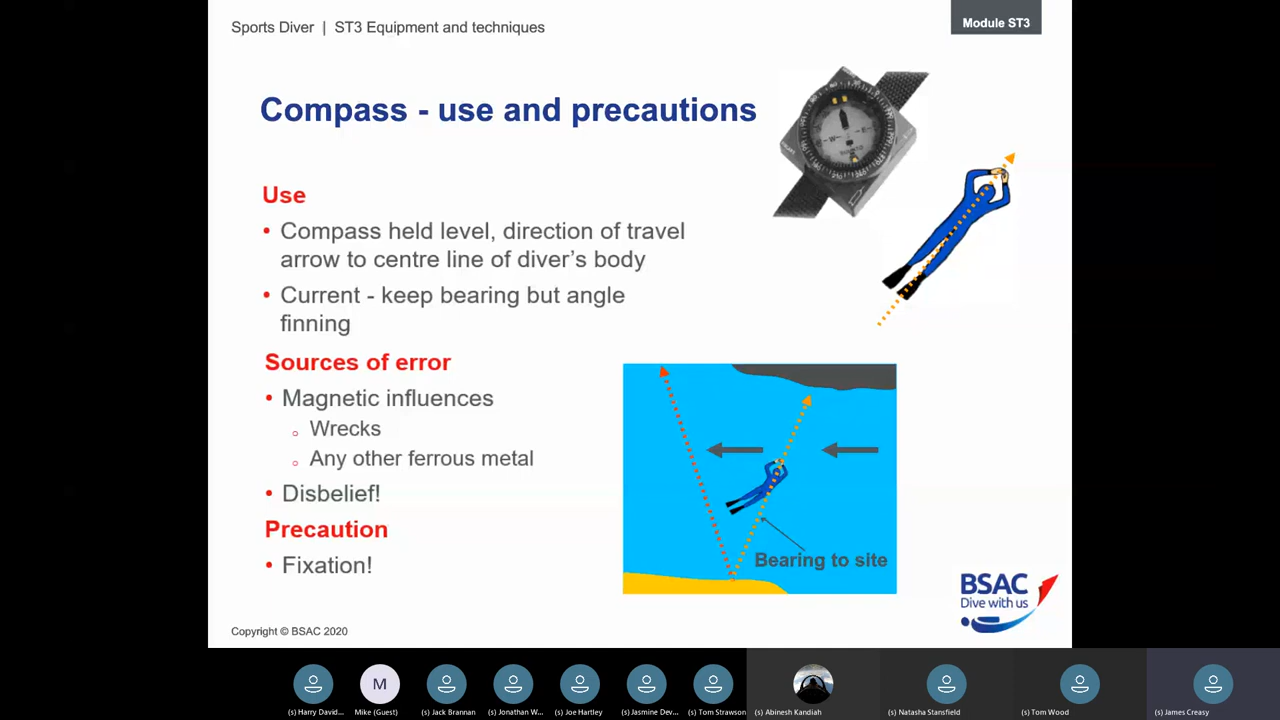 Sports Diver | ST3 Equipment and techniques
Module ST3
Compass - use and precautions
Use
• Compass held level, direction of travel
arrow to centre line of diver's body
• Current - keep bearing but angle
finning
Sources of error
• Magnetic influences
Wrecks
Any other ferrous metal
• Disbelief!
Precaution
• Fixation!
Bearing to site
BSAC
Dive with us
Copyright © BSAC 2020
M
(s) Harry David...
Mike (Guest)
(s) Jack Brannan
(s) Jonathan W...
(s) Joe Hartley
(s) Jasmine Dev...
(s) Tom Strawson
(s) Abinesh Kandiah
(s) Natasha Stansfield
(s) Tom Wood
(s) James Creasy